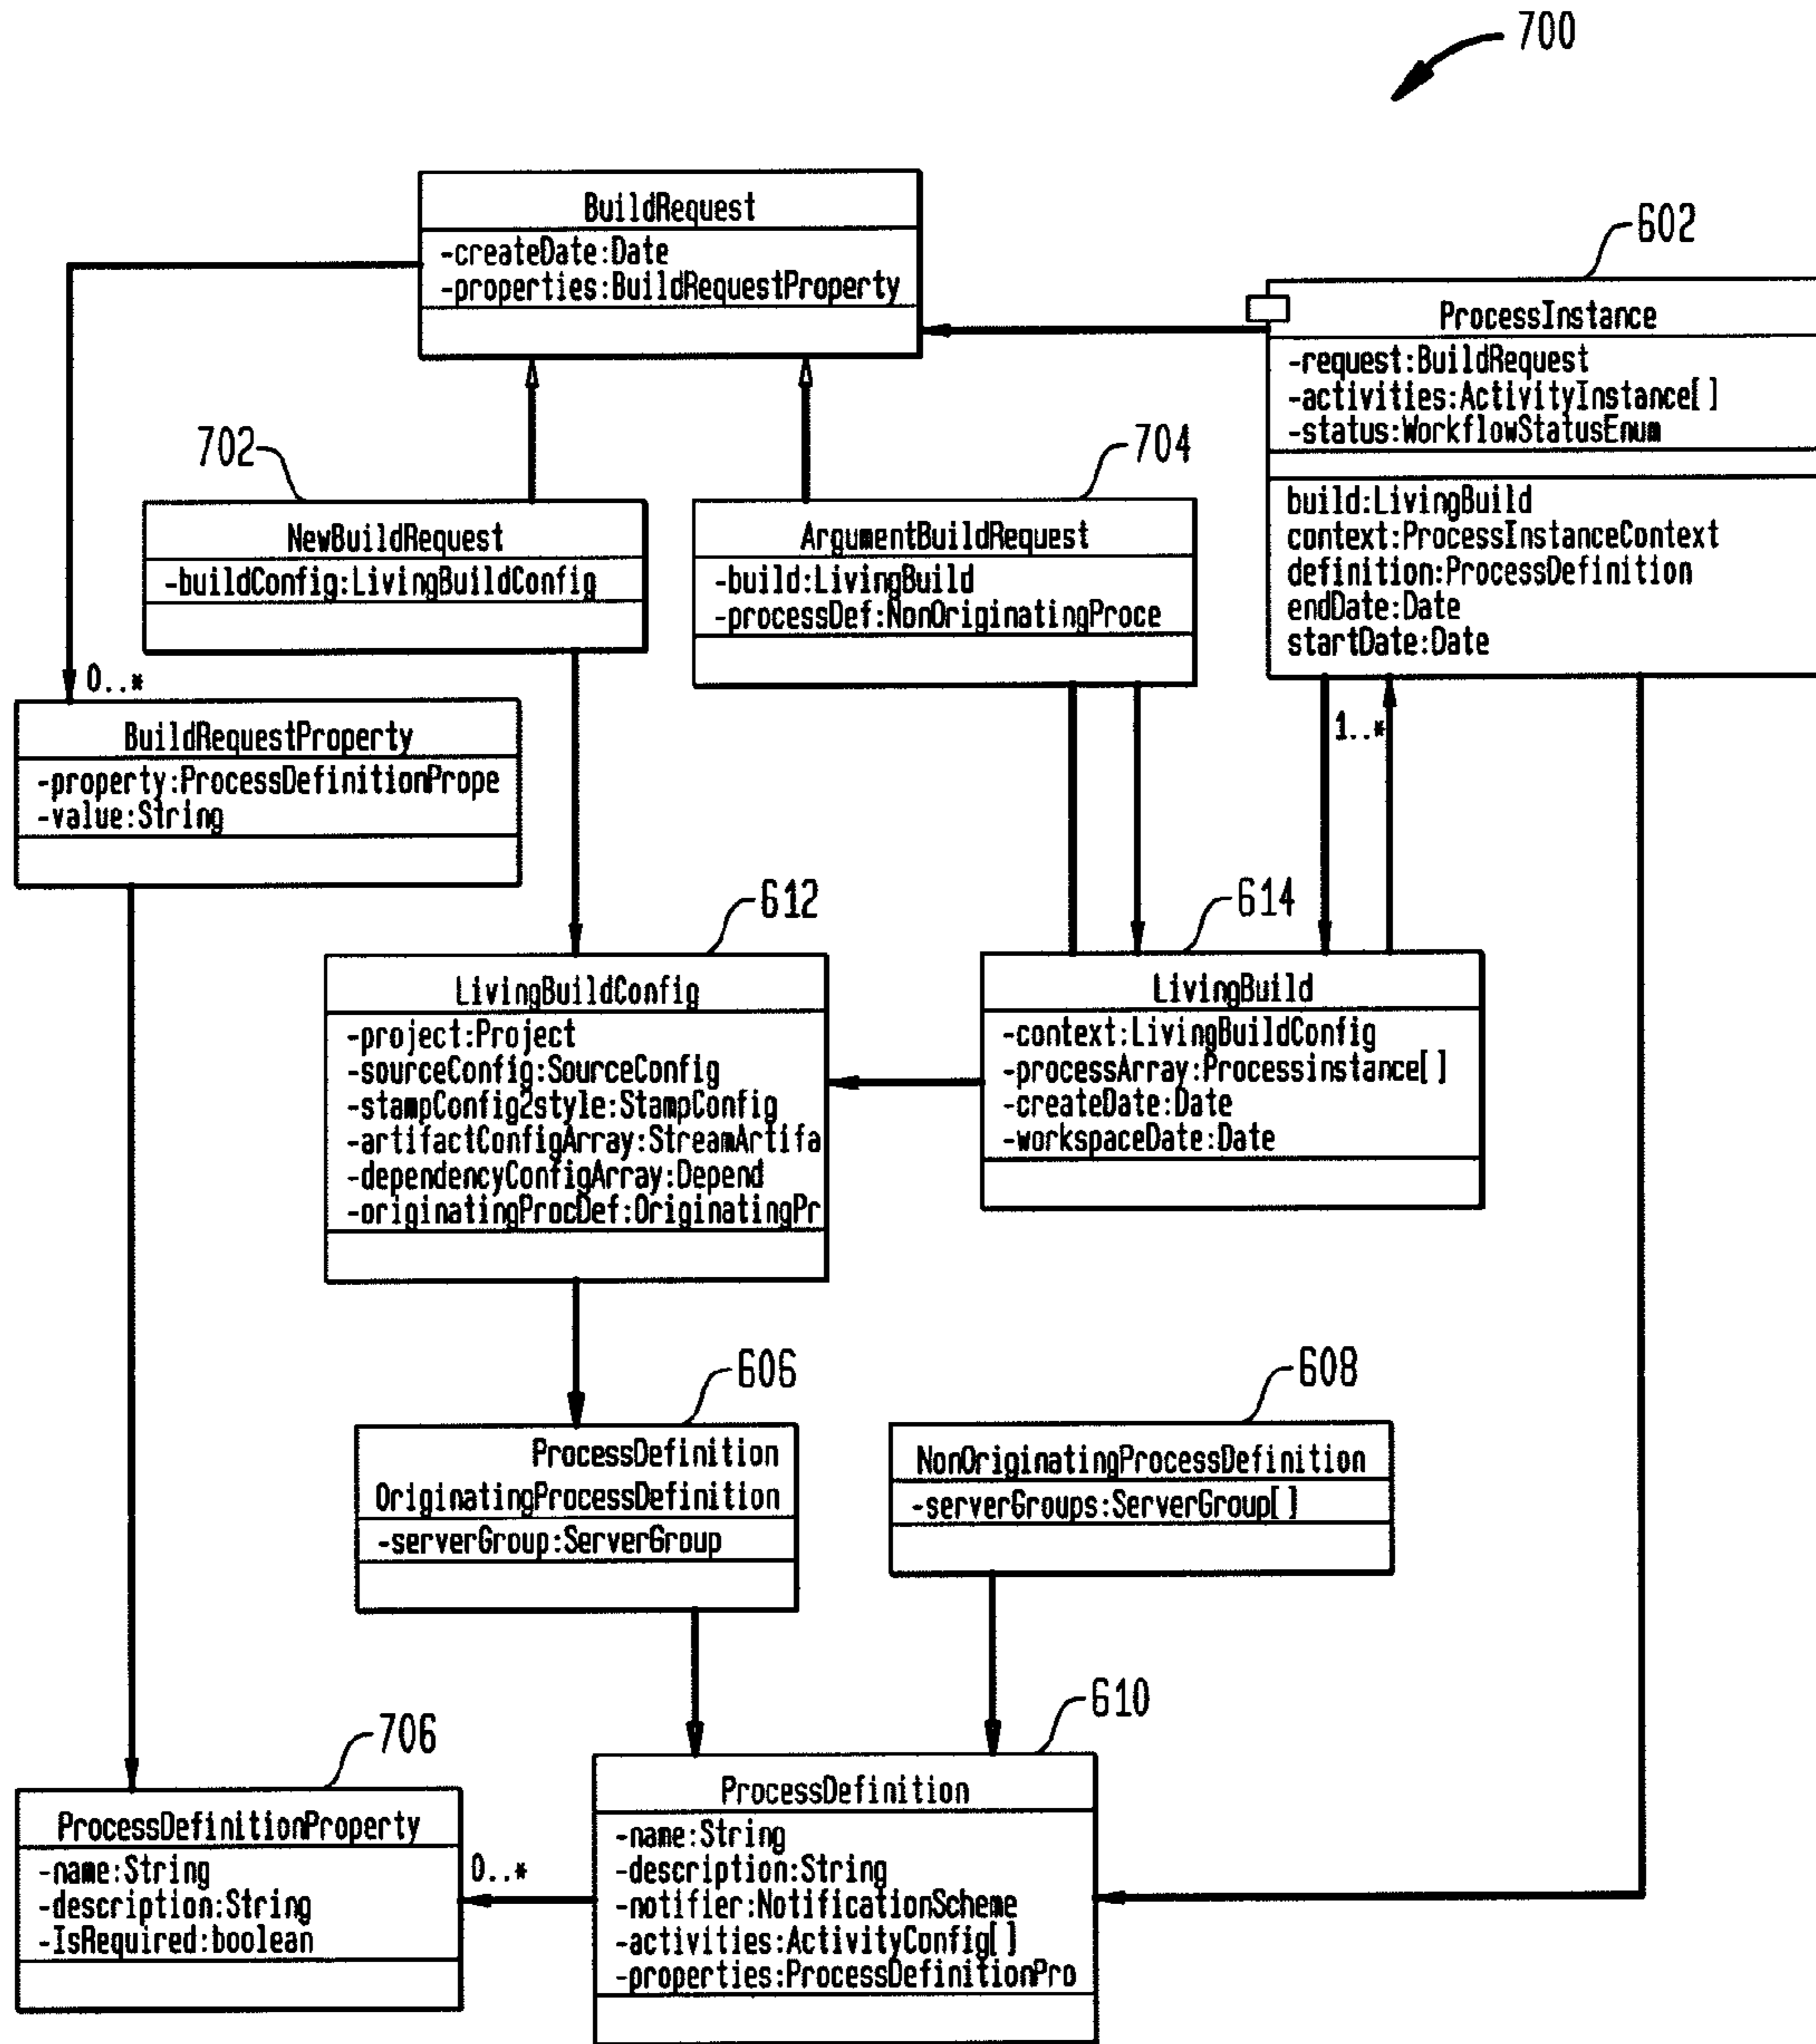 700
BuildRequest
-createDate:Date
-properties:BuildRequestProperty
602
ProcessInstance
-request:BuildRequest
-activities:ActivityInstance[]
-status:WorkflowStatusEnum
build:LivingBuild
context:ProcessInstanceContext
definition:ProcessDefinition
endDate:Date
startDate:Date
702
NewBuildRequest
-buildConfig:LivingBuildConfig
704
ArgumentBuildRequest
-build:LivingBuild
-processDef:NonOriginatingProce
0..*
BuildRequestProperty
-property:ProcessDefinitionPrope
-value:String
1..*
612
LivingBuildConfig
-project:Project
-sourceConfig:SourceConfig
-stampConfig2style:StampConfig
-artifactConfigArray:StreamArtifa
-dependencyConfigArray:Depend
-originatingProcDef:OriginatingPr
614
LivingBuild
-context:LivingBuildConfig
-processArray:Processinstance[]
-createDate:Date
-workspaceDate:Date
606
ProcessDefinition
OriginatingProcessDefinition
-serverGroup:ServerGroup
608
NonOriginatingProcessDefinition
-serverGroups:ServerGroup[]
706
ProcessDefinitionProperty
-name:String
-description:String
-IsRequired:boolean
0..*
610
ProcessDefinition
-name:String
-description:String
-notifier:NotificationScheme
-activities:ActivityConfig[]
-properties:ProcessDefinitionPro